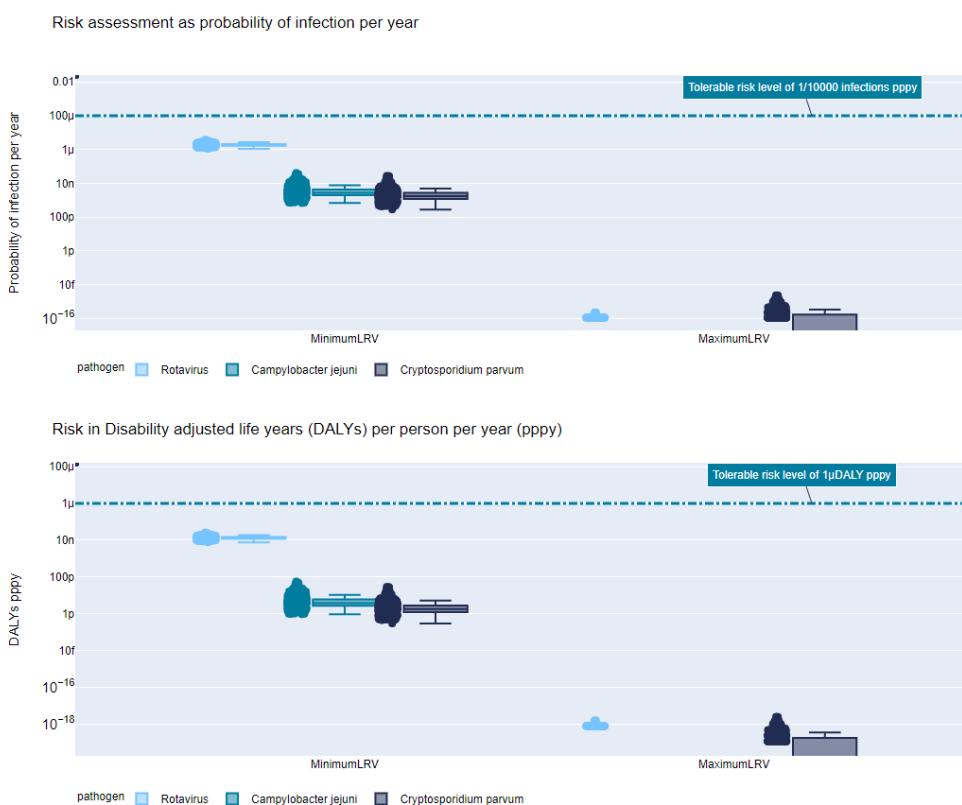 Risk assessment as probability of infection per year
Tolerable risk level of 1/10000 infections pppy
Probability of infection per year
0.01
100µ
1µ
10n
100p
1p
10f
10⁻¹⁶
MinimumLRV
MaximumLRV
pathogen Rotavirus Campylobacter jejuni Cryptosporidium parvum
Risk in Disability adjusted life years (DALYs) per person per year (pppy)
Tolerable risk level of 1µDALY pppy
DALYs pppy
100µ
1µ
10n
100p
1p
10f
10⁻¹⁶
10⁻¹⁸
MinimumLRV
MaximumLRV
pathogen Rotavirus Campylobacter jejuni Cryptosporidium parvum